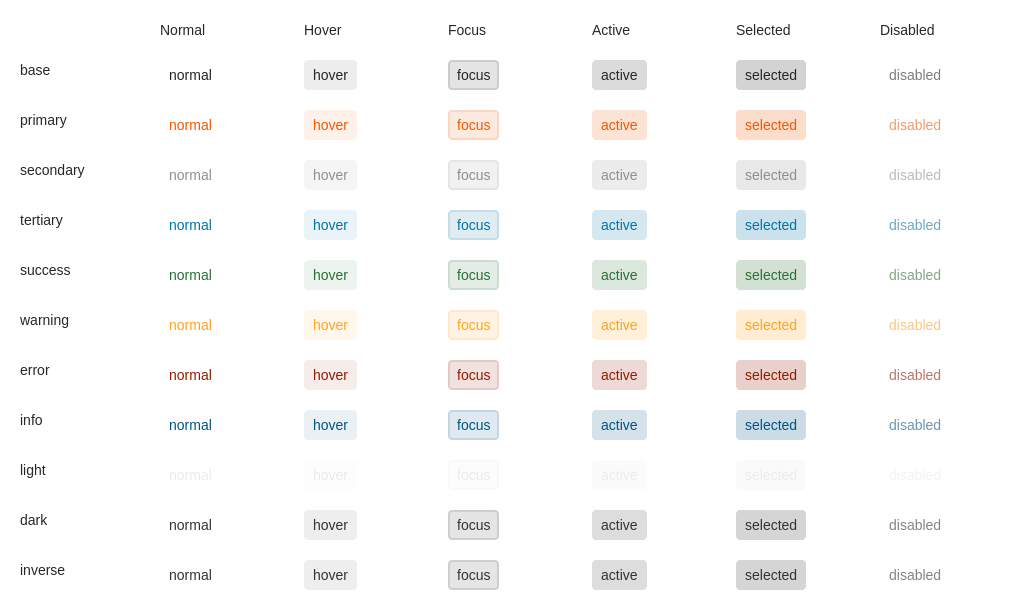 Normal Hover Focus Active Selected Disabled
base normal hover focus active selected disabled
primary normal hover focus active selected disabled
secondary normal hover focus active selected disabled
tertiary normal hover focus active selected disabled
success normal hover focus active selected disabled
warning normal hover focus active selected disabled
error normal hover focus active selected disabled
info normal hover focus active selected disabled
light normal hover focus active selected disabled
dark normal hover focus active selected disabled
inverse normal hover focus active selected disabled